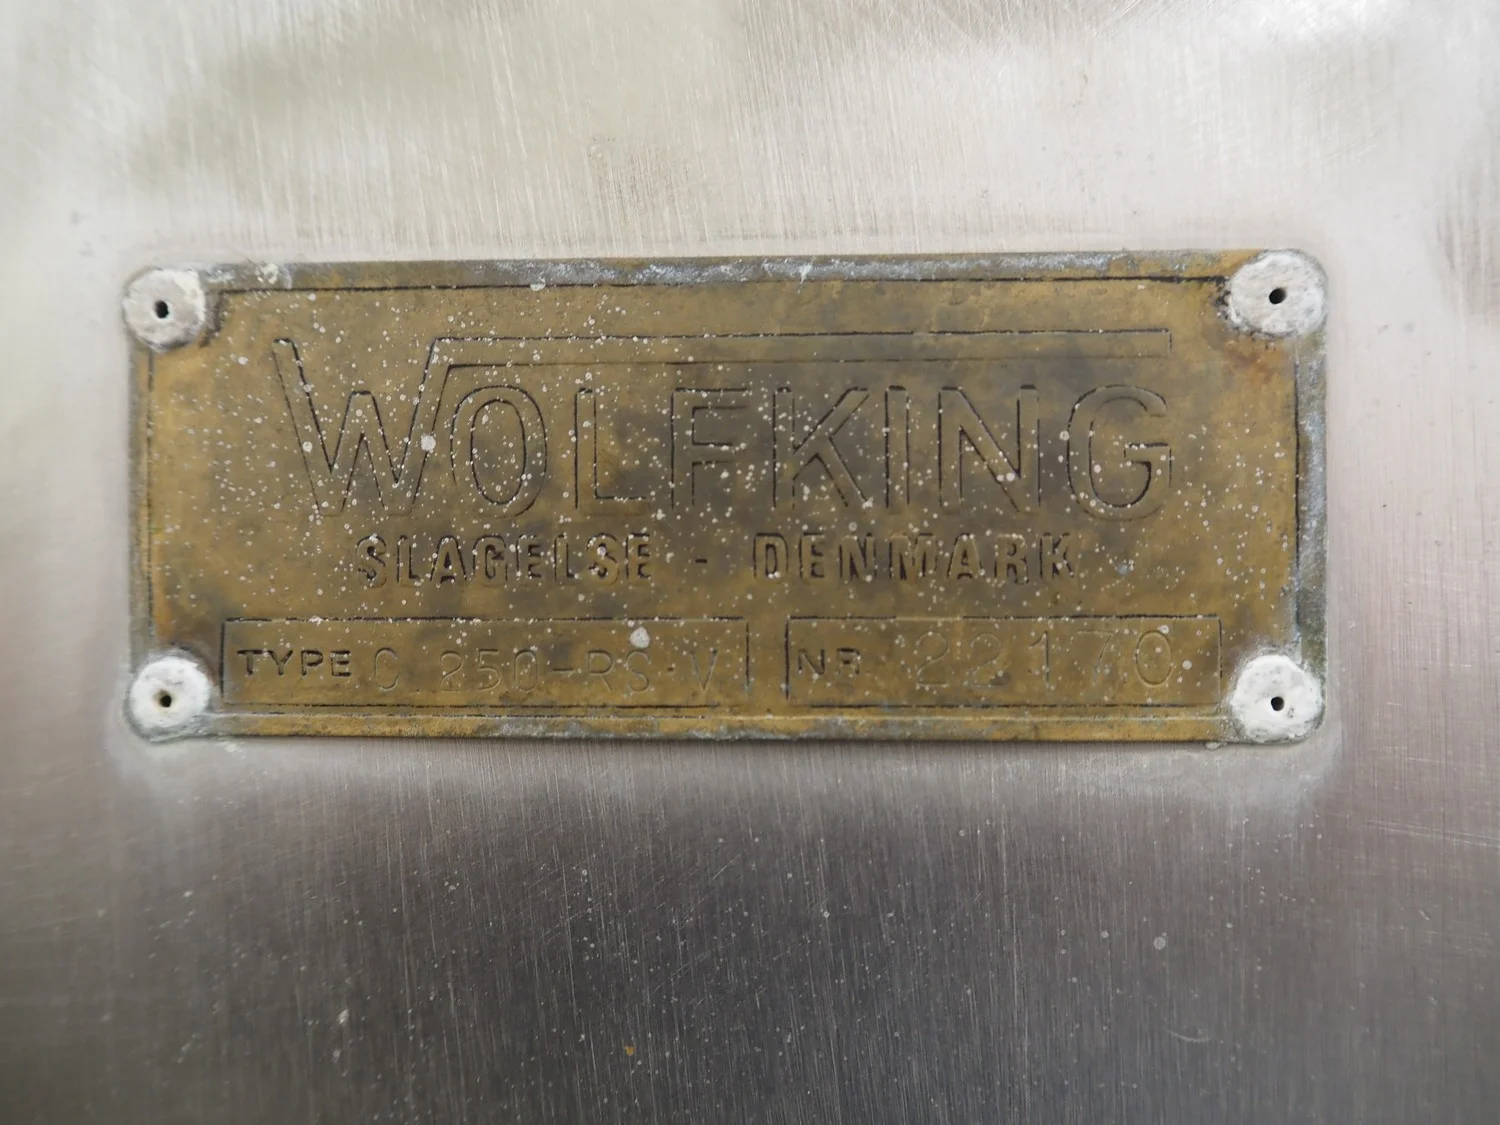 WOLFKING
SLAGELSE - DENMARK
TYPE C. 250-RS-V NR 22170